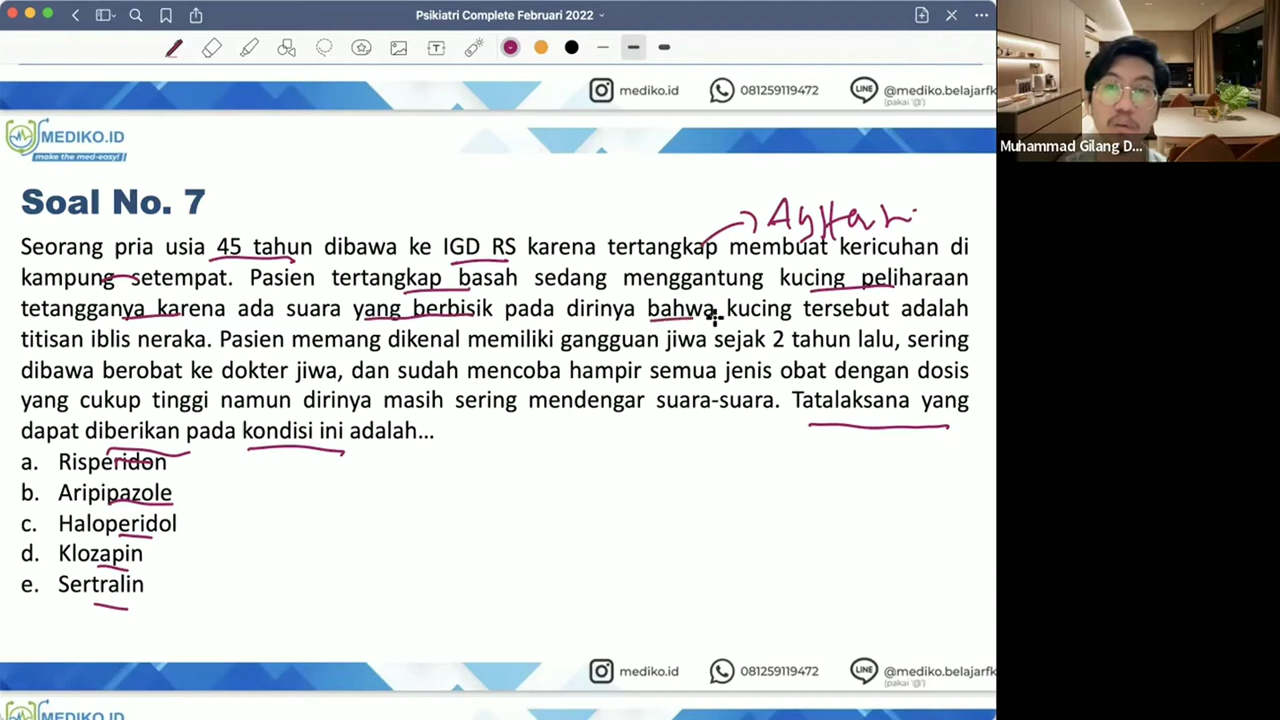 Psikiatri Complete Februari 2022
mediko.id
081259119472
@mediko.belajarfk
(pakai '@')
MEDIKO.ID
make the med-easy!
Muhammad Gilang D...
Soal No. 7
Seorang pria usia 45 tahun dibawa ke IGD RS karena tertangkap membuat kericuhan di
kampung setempat. Pasien tertangkap basah sedang menggantung kucing peliharaan
tetangganya karena ada suara yang berbisik pada dirinya bahwa kucing tersebut adalah
titisan iblis neraka. Pasien memang dikenal memiliki gangguan jiwa sejak 2 tahun lalu, sering
dibawa berobat ke dokter jiwa, dan sudah mencoba hampir semua jenis obat dengan dosis
yang cukup tinggi namun dirinya masih sering mendengar suara-suara. Tatalaksana yang
dapat diberikan pada kondisi ini adalah...
a. Risperidon
b. Aripipazole
c. Haloperidol
d. Klozapin
e. Sertralin
mediko.id
081259119472
@mediko.belajarfk
(pakai '@')
MEDIKO.ID